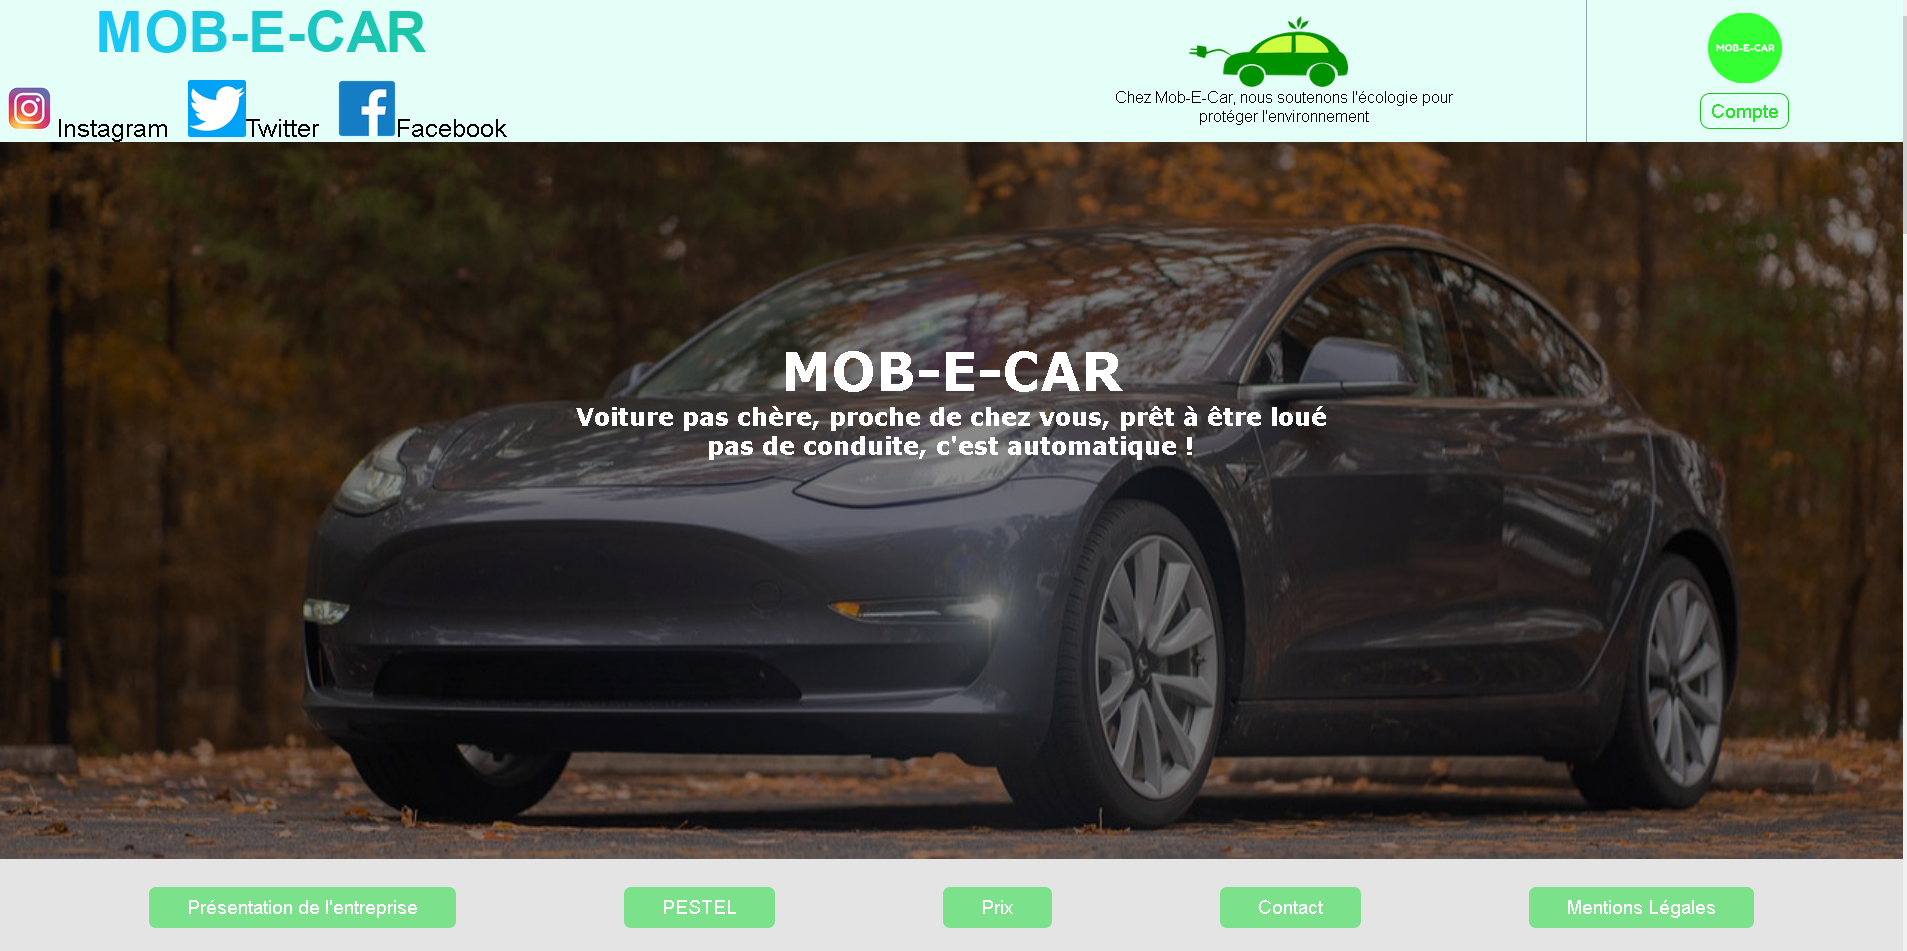 MOB-E-CAR
Instagram
Twitter
Facebook
Chez Mob-E-Car, nous soutenons l'écologie pour
protéger l'environnement
MOB-E-CAR
Compte
MOB-E-CAR
Voiture pas chère, proche de chez vous, prêt à être loué
pas de conduite, c'est automatique !
Présentation de l'entreprise
PESTEL
Prix
Contact
Mentions Légales